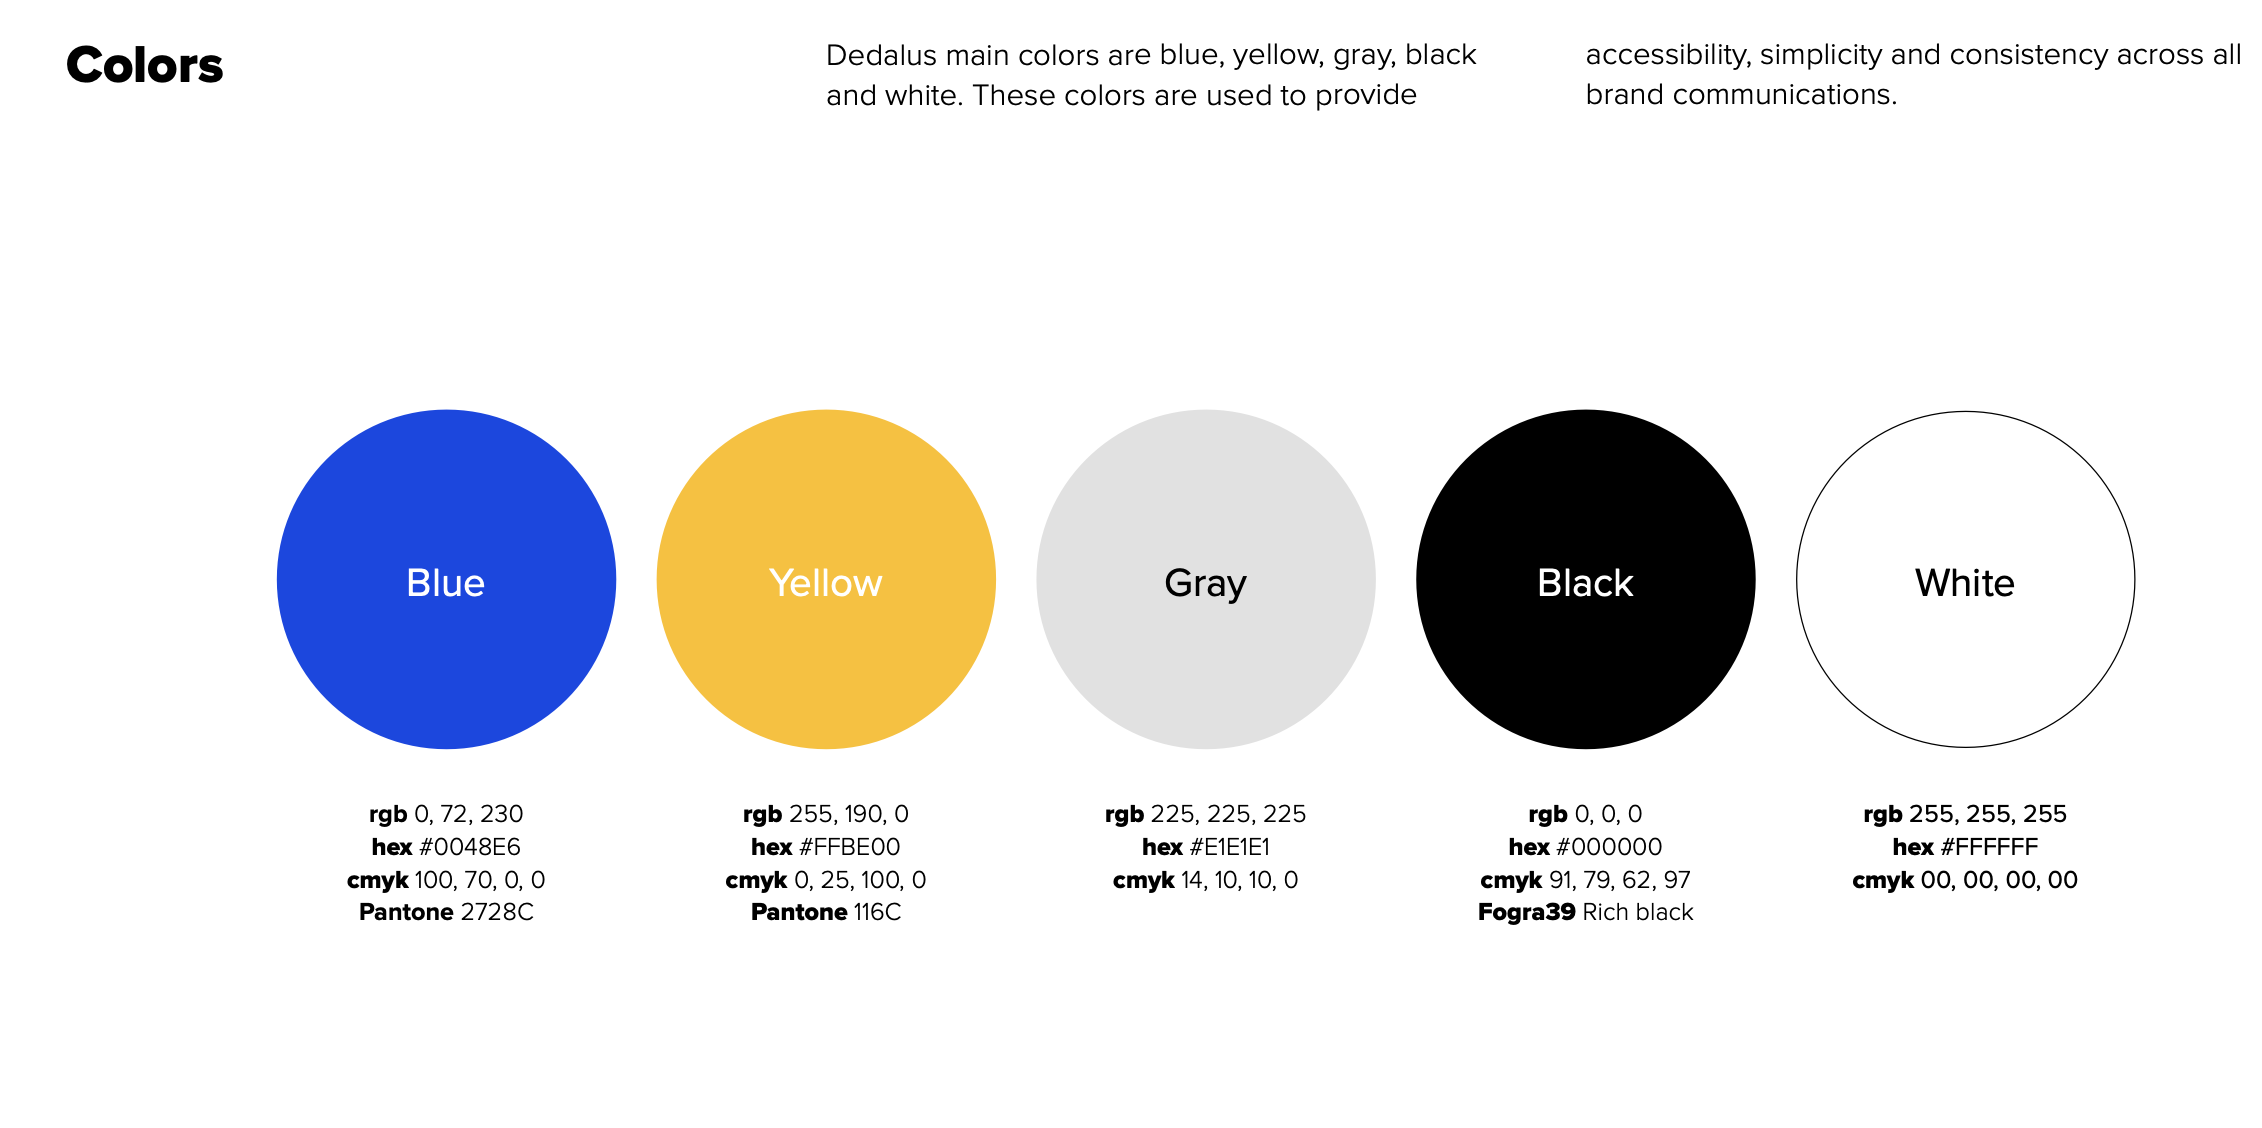 Colors
Dedalus main colors are blue, yellow, gray, black
and white. These colors are used to provide
accessibility, simplicity and consistency across all
brand communications.
Blue
rgb 0, 72, 230
hex #0048E6
cmyk 100, 70, 0, 0
Pantone 2728C
Yellow
rgb 255, 190, 0
hex #FFBE00
cmyk 0, 25, 100, 0
Pantone 116C
Gray
rgb 225, 225, 225
hex #E1E1E1
cmyk 14, 10, 10, 0
Black
rgb 0, 0, 0
hex #000000
cmyk 91, 79, 62, 97
Fogra39 Rich black
White
rgb 255, 255, 255
hex #FFFFFF
cmyk 00, 00, 00, 00